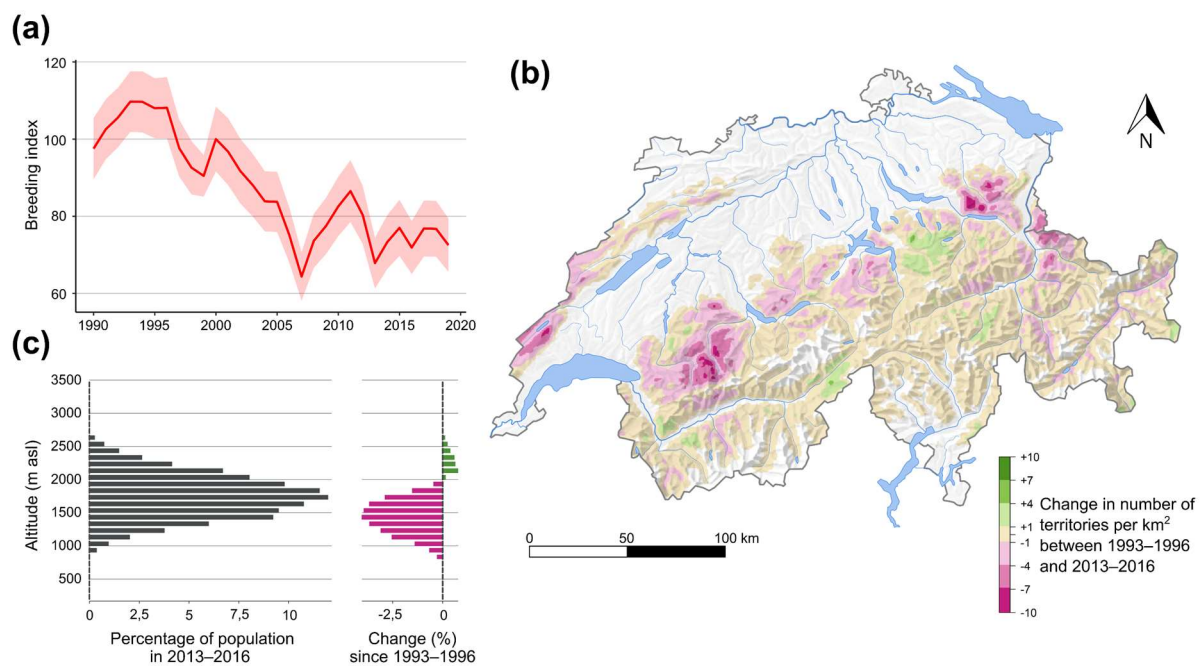 (a)
120
100
80
60
Breeding index
1990
1995
2000
2005
2010
2015
2020
(b)
N
0
50
100 km
+10
+7
+4
+1
-1
-4
-7
-10
Change in number of
territories per km²
between 1993–1996
and 2013–2016
(c)
3500
3000
2500
2000
1500
1000
500
Altitude (m asl)
0
2,5
5
7,5
10
Percentage of population
in 2013–2016
-2,5
0
Change (%)
since 1993–1996